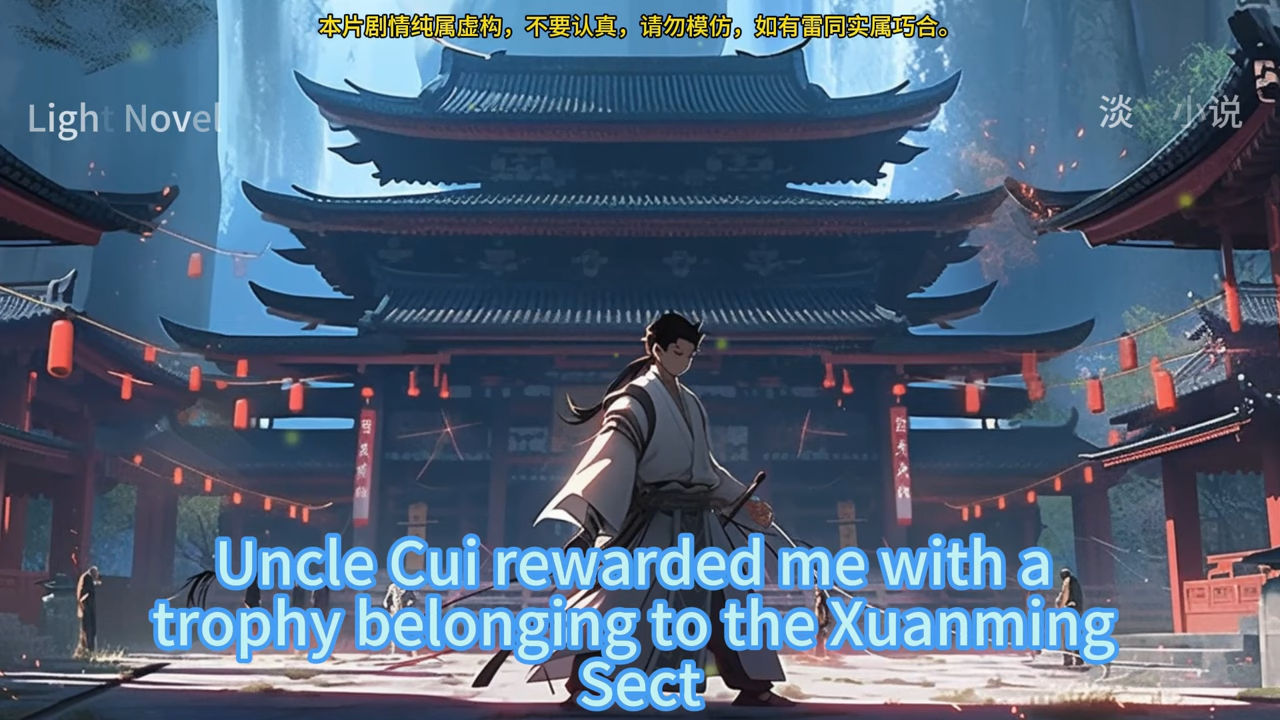 本片剧情纯属虚构，不要认真，请勿模仿，如有雷同实属巧合。
Light Novel
淡 小说
Uncle Cui rewarded me with a
trophy belonging to the Xuanming
Sect